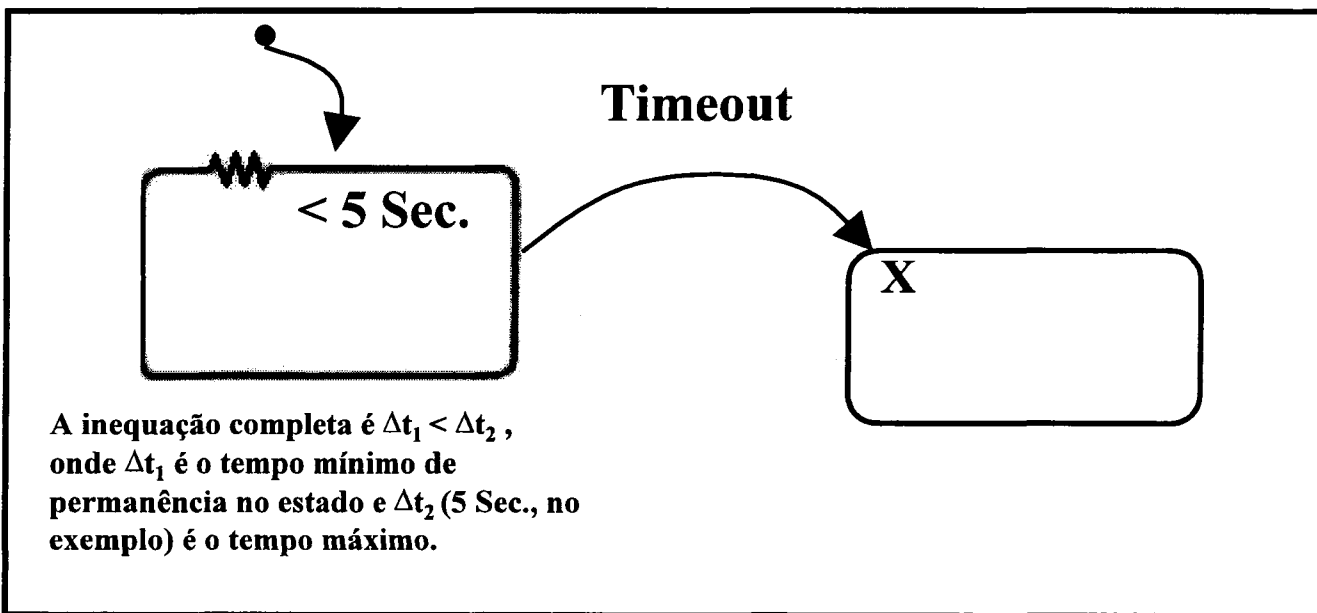 Timeout
< 5 Sec.
X
A inequação completa é Δt₁ < Δt₂ ,
onde Δt₁ é o tempo mínimo de
permanência no estado e Δt₂ (5 Sec., no
exemplo) é o tempo máximo.